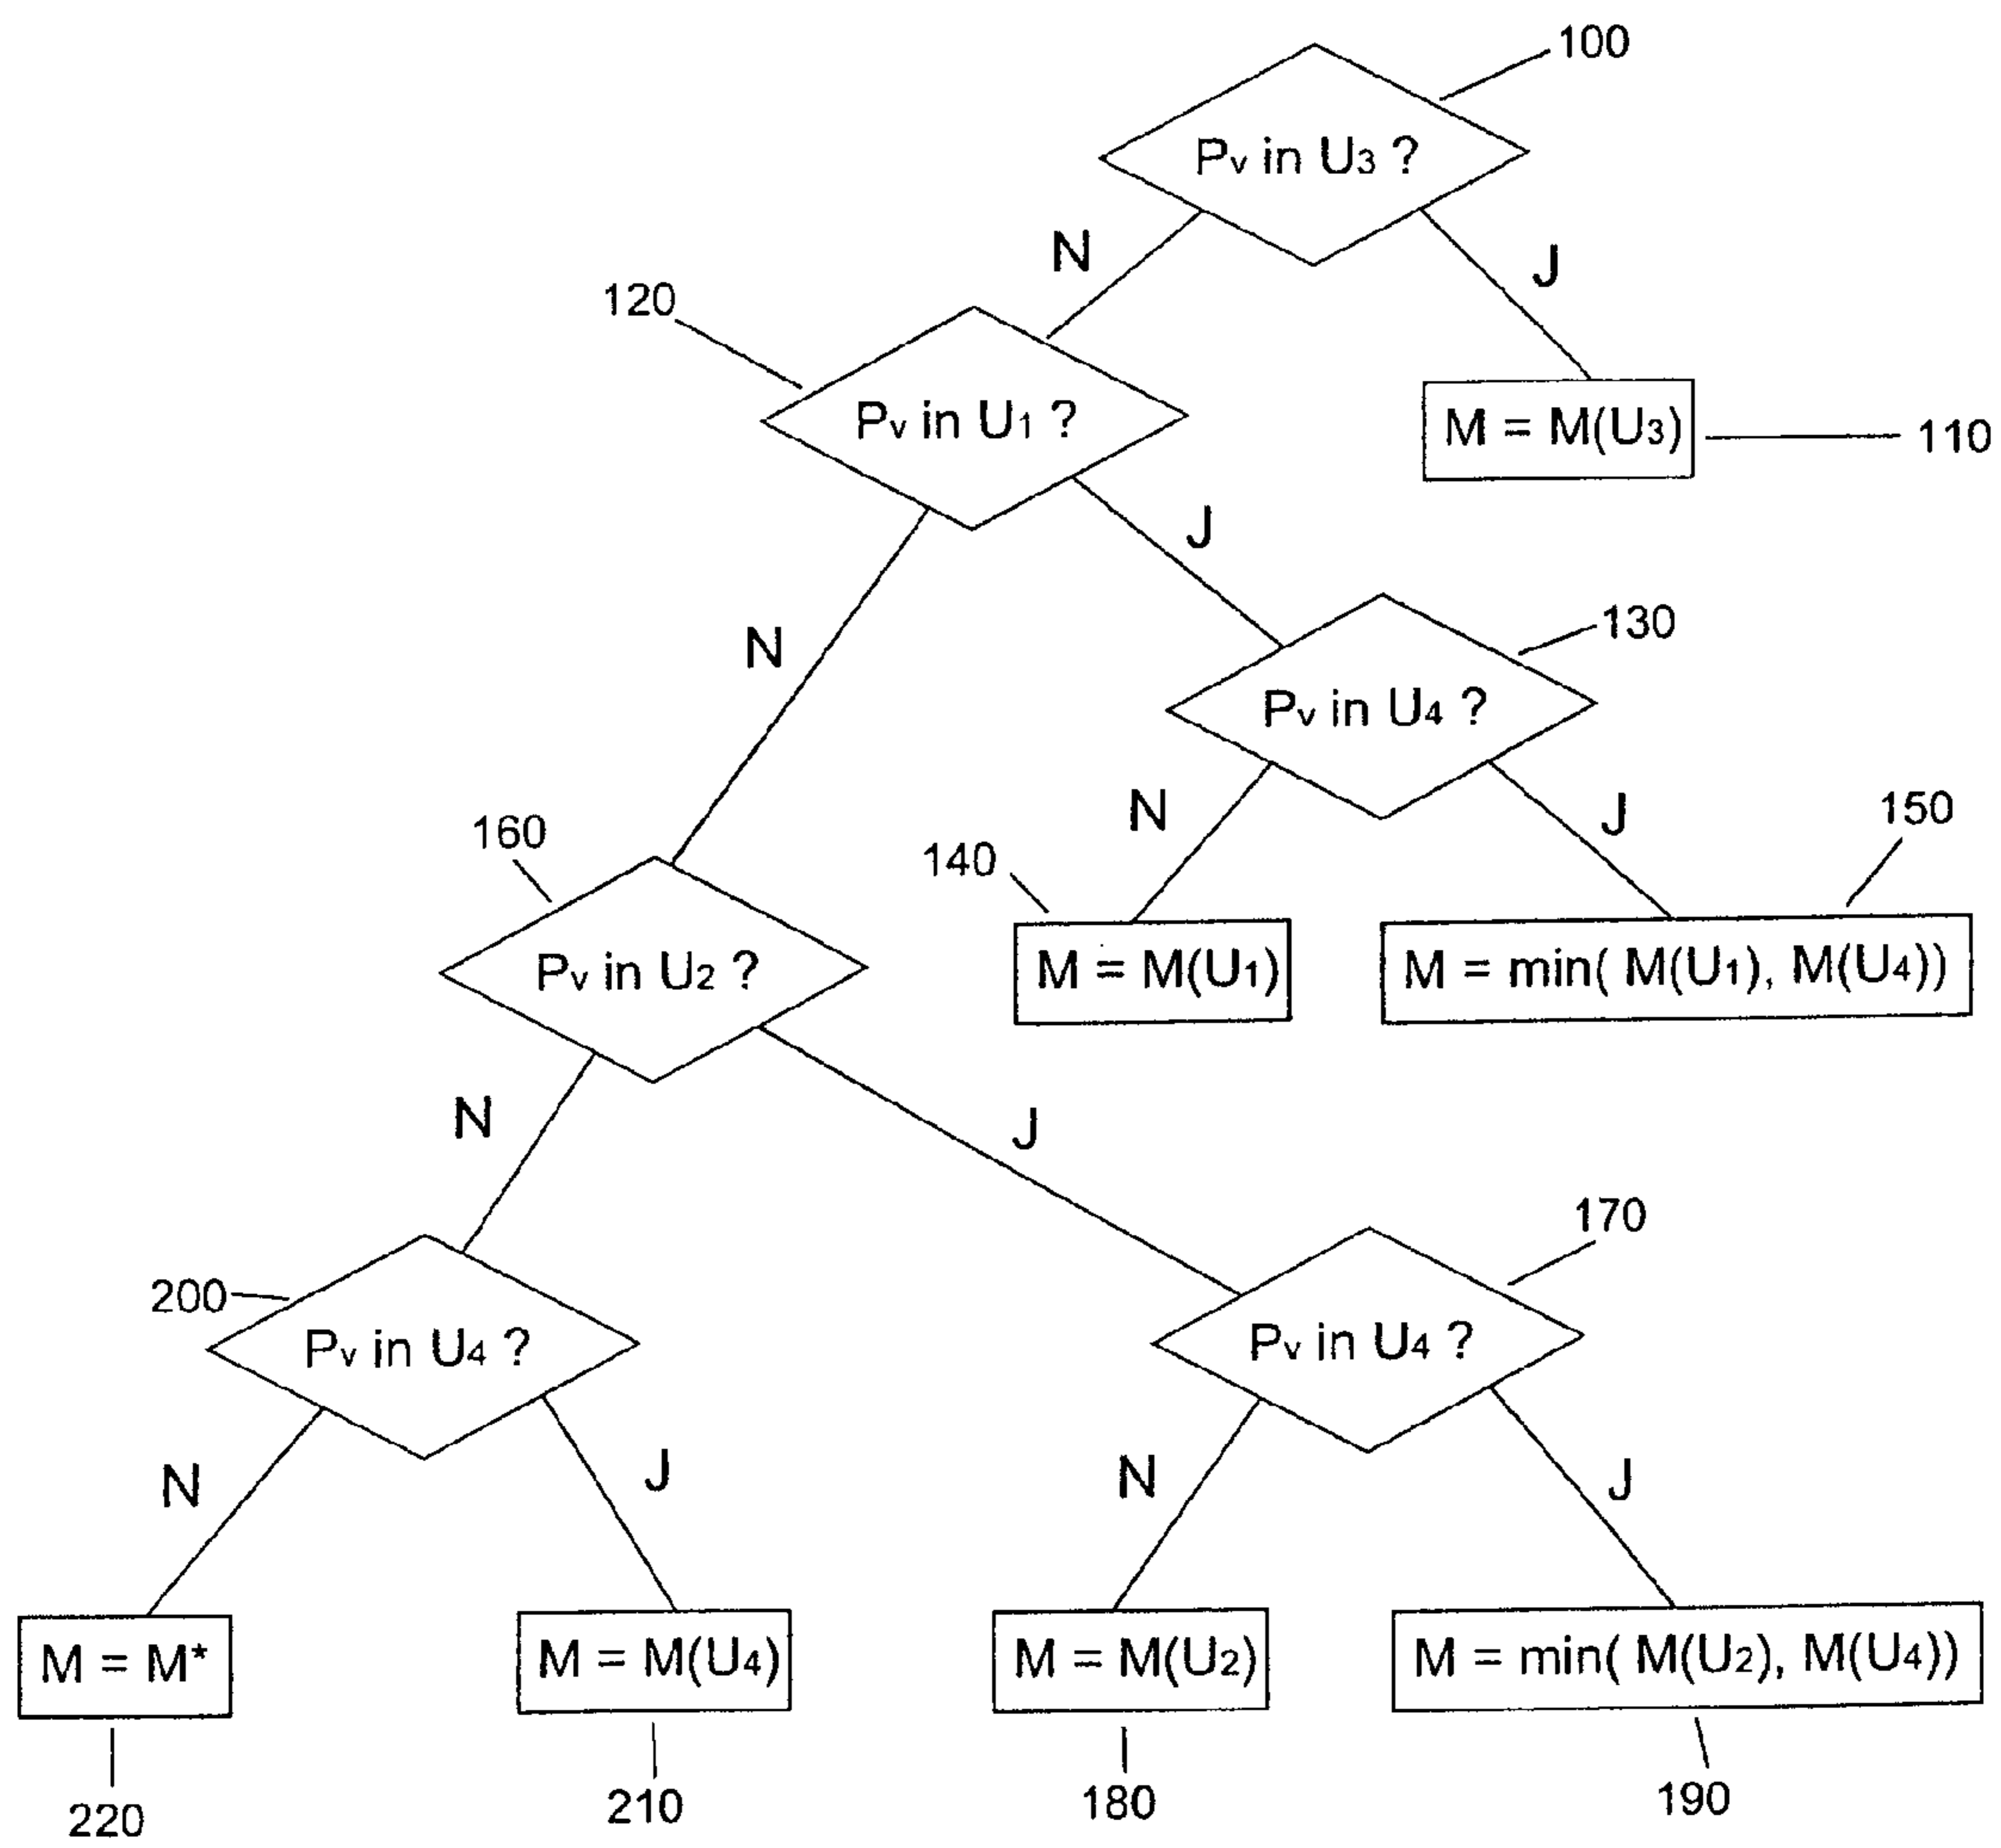 100
Pv in U3 ?
N
J
120
Pv in U1 ?
M = M(U3)
110
J
N
130
Pv in U4 ?
160
N
J
150
140
Pv in U2 ?
M = M(U1)
M = min( M(U1), M(U4))
N
J
170
200
Pv in U4 ?
Pv in U4 ?
N
J
N
J
M = M*
M = M(U4)
M = M(U2)
M = min( M(U2), M(U4))
220
210
180
190